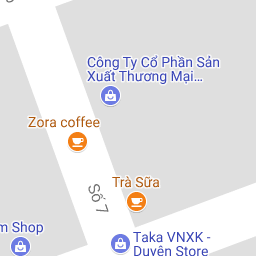 Công Ty Cổ Phần Sản
Xuất Thương Mại...
Zora coffee
Trà Sữa
Số 7
m Shop
Taka VNXK -
Duyên Store